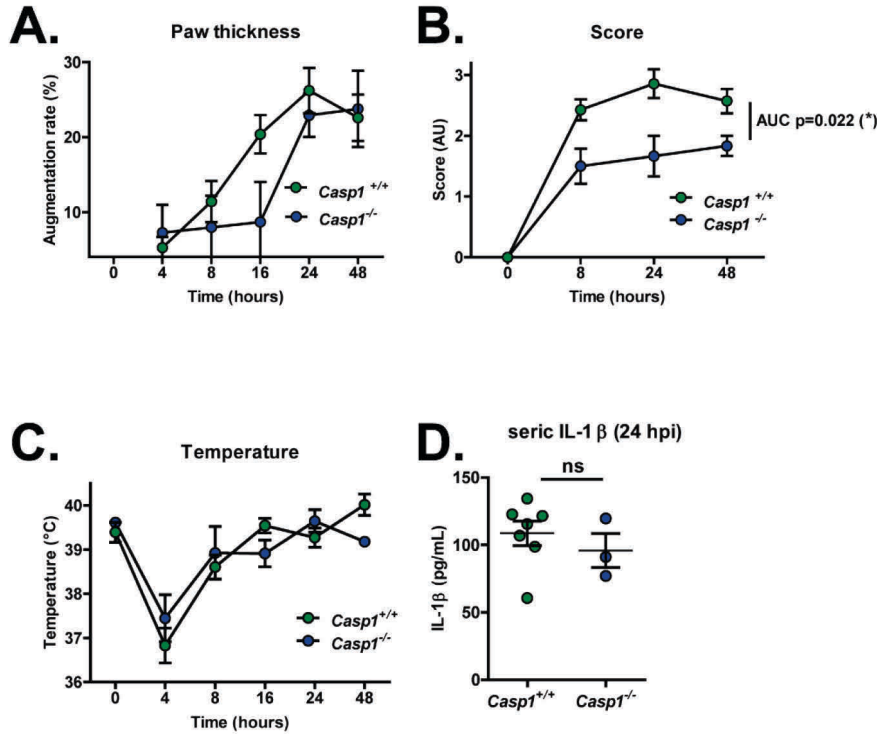 A.
Paw thickness
Augmentation rate (%)
30
20
10
0 4 8 16 24 48
Time (hours)
Casp1 +/+
Casp1-/-
B.
Score
Score (AU)
3
2
1
0
0 8 24 48
Time (hours)
AUC p=0.022 (*)
Casp1 +/+
Casp1 -/-
C.
Temperature
Temperature (°C)
40
39
38
37
36
0 4 8 16 24 48
Time (hours)
Casp1+/+
Casp1-/-
D.
seric IL-1 β (24 hpi)
ns
IL-1β (pg/mL)
150
100
50
0
Casp1+/+ Casp1-/-